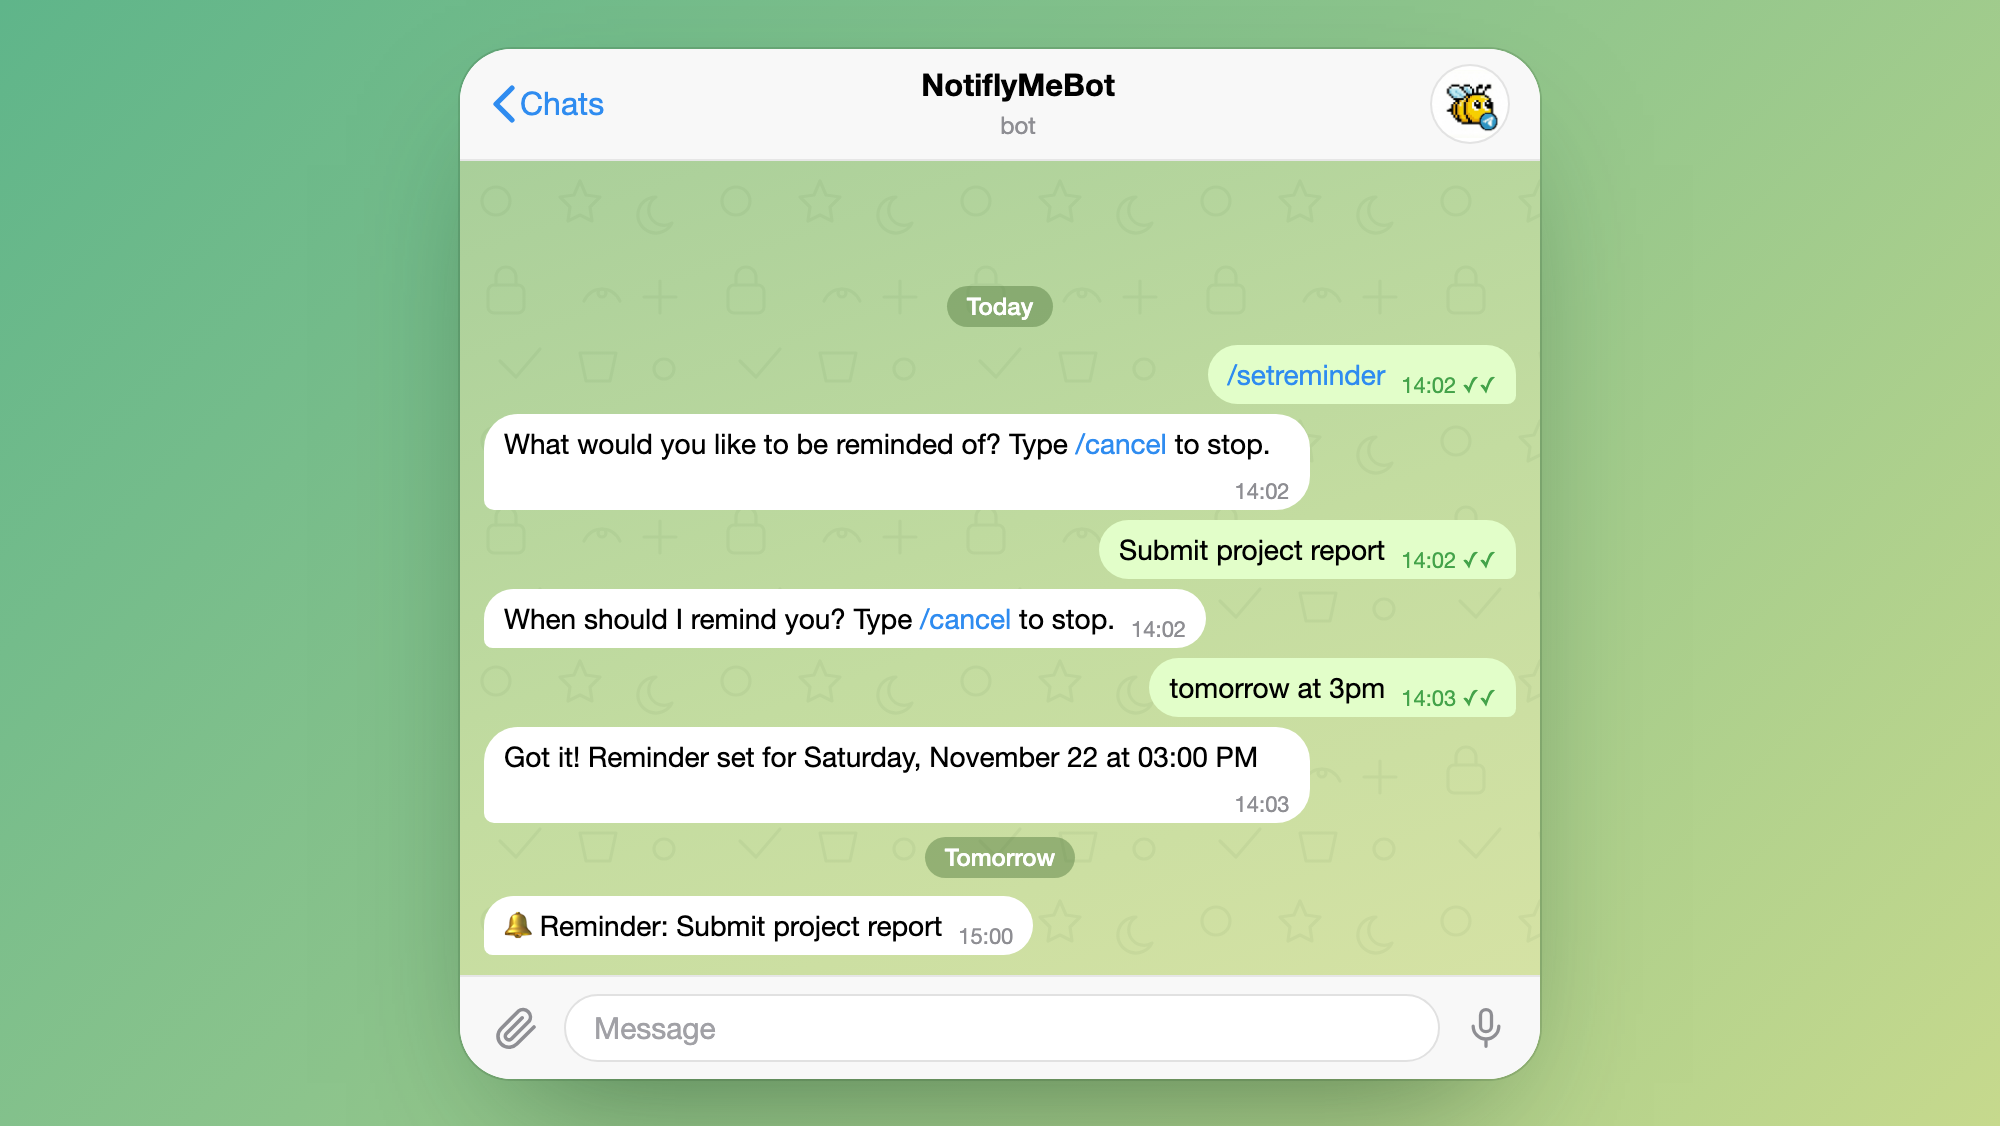 Chats
NotiflyMeBot
bot
Today
/setreminder 14:02
What would you like to be reminded of? Type /cancel to stop.
14:02
Submit project report 14:02
When should I remind you? Type /cancel to stop. 14:02
tomorrow at 3pm 14:03
Got it! Reminder set for Saturday, November 22 at 03:00 PM
14:03
Tomorrow
🔔 Reminder: Submit project report 15:00
Message